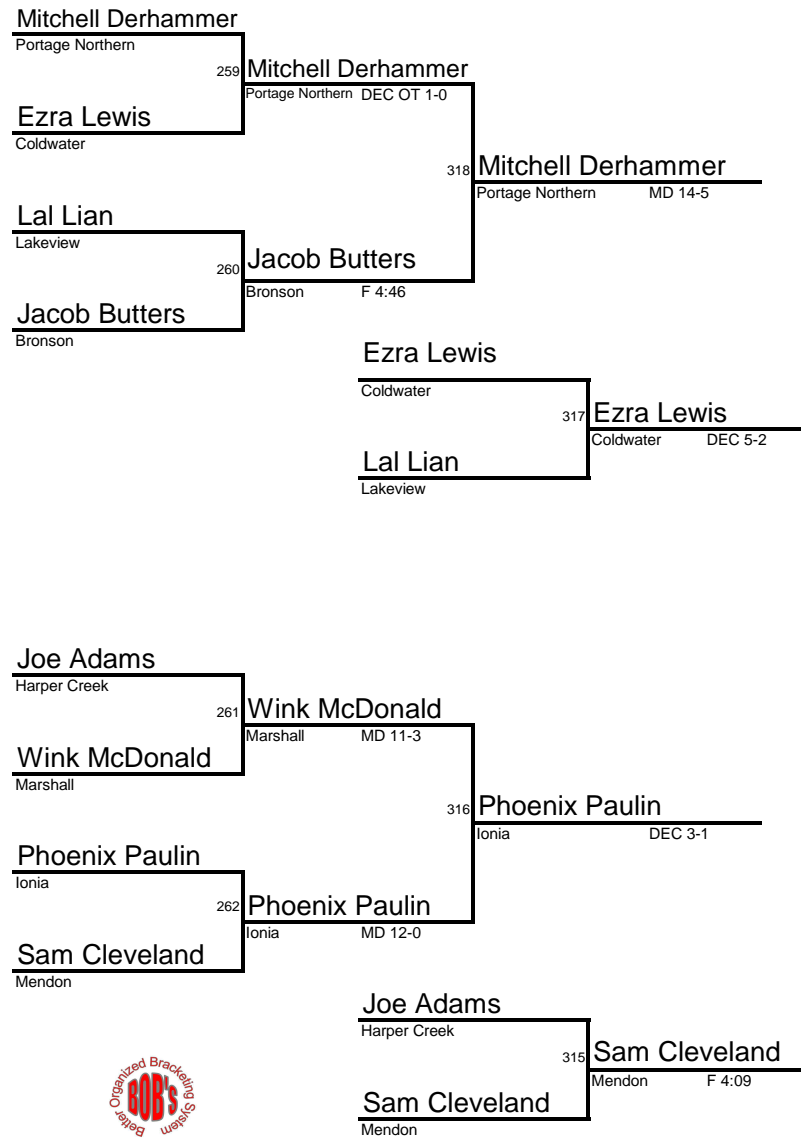 Mitchell Derhammer
Portage Northern
259 Mitchell Derhammer
Portage Northern DEC OT 1-0
Ezra Lewis
Coldwater
318 Mitchell Derhammer
Portage Northern MD 14-5
Lal Lian
Lakeview
260 Jacob Butters
Bronson F 4:46
Jacob Butters
Bronson
Ezra Lewis
Coldwater
317 Ezra Lewis
Coldwater DEC 5-2
Lal Lian
Lakeview
Joe Adams
Harper Creek
261 Wink McDonald
Marshall MD 11-3
Wink McDonald
Marshall
316 Phoenix Paulin
Ionia DEC 3-1
Phoenix Paulin
Ionia
262 Phoenix Paulin
Ionia MD 12-0
Sam Cleveland
Mendon
Joe Adams
Harper Creek
315 Sam Cleveland
Mendon F 4:09
Sam Cleveland
Mendon
Better Organized Bracketing System
BOB'S